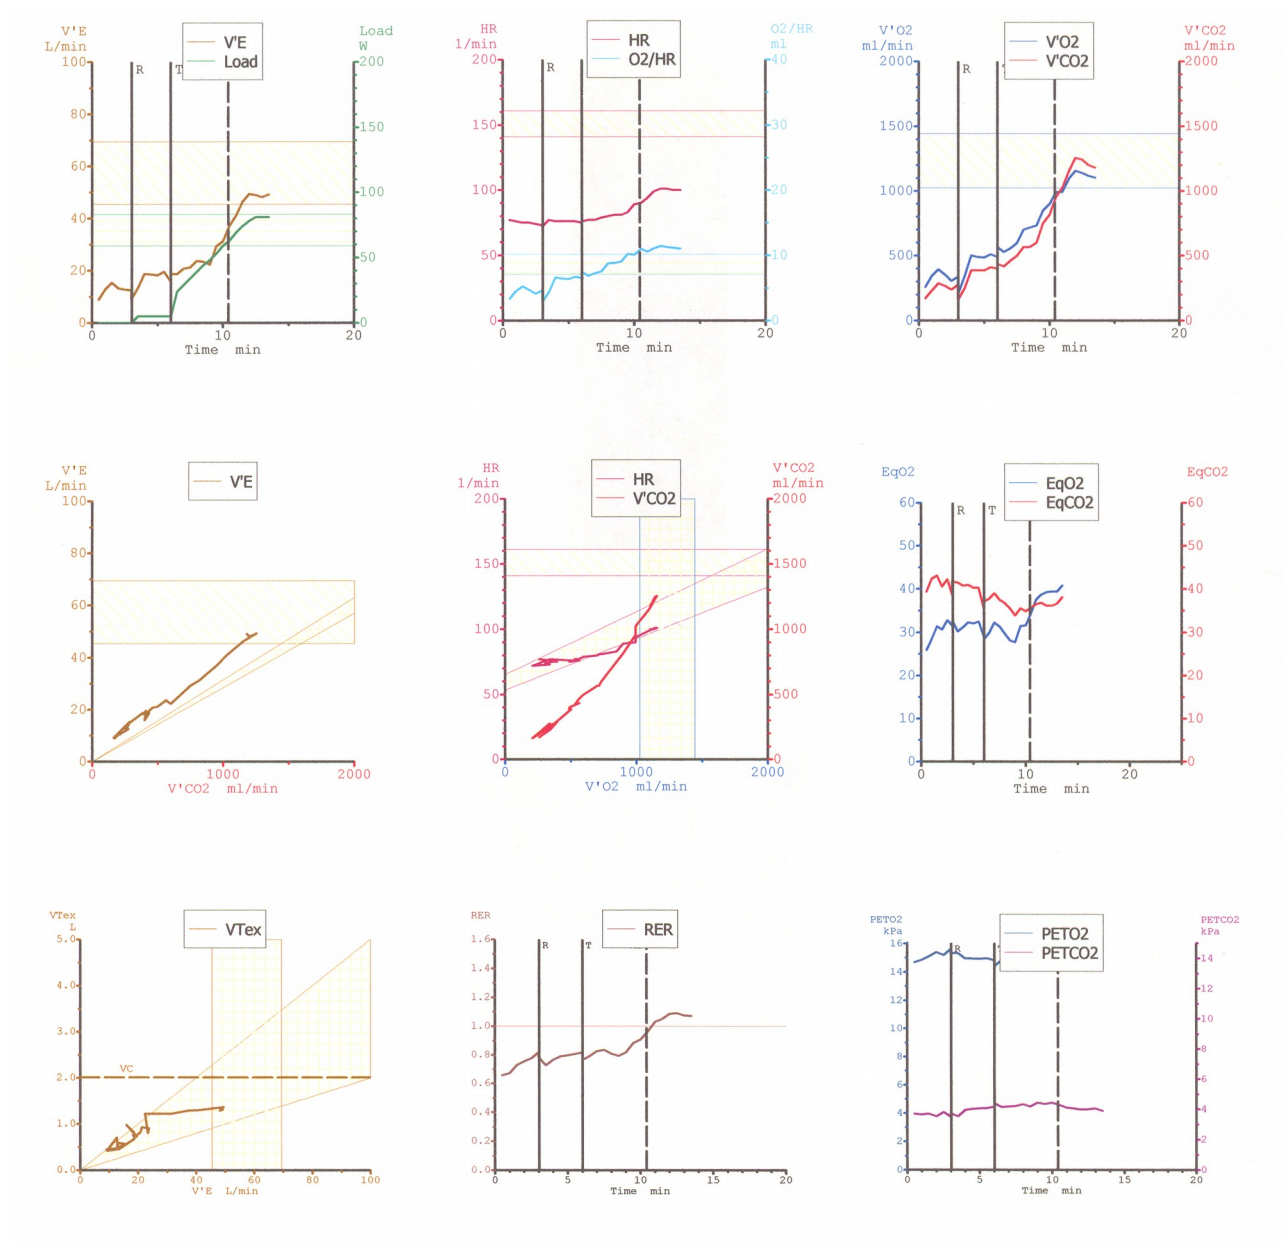 V'E
L/min
V'E
Load
Load
W
100
80
60
40
20
0
R
T
200
150
100
50
0
0
10
20
Time min
HR
1/min
HR
O2/HR
O2/HR
ml
200
150
100
50
0
R
40
30
20
10
0
0
10
20
Time min
V'O2
ml/min
V'O2
V'CO2
V'CO2
ml/min
2000
1500
1000
500
0
R
2000
1500
1000
500
0
0
10
20
Time min
V'E
L/min
V'E
100
80
60
40
20
0
0
1000
2000
V'CO2 ml/min
HR
1/min
HR
V'CO2
V'CO2
ml/min
200
150
100
50
0
2000
1500
1000
500
0
0
1000
2000
V'O2 ml/min
EqO2
EqO2
EqCO2
EqCO2
60
50
40
30
20
10
0
R
T
60
50
40
30
20
10
0
0
10
20
Time min
VTex
L
VTex
5.0
4.0
3.0
2.0
1.0
0.0
VC
0
20
40
60
80
100
V'E L/min
RER
RER
1.6
1.4
1.2
1.0
0.8
0.6
0.4
0.2
0.0
R
T
0
5
10
15
20
Time min
PETO2
kPa
PETO2
PETCO2
PETCO2
kPa
16
14
12
10
8
6
4
2
0
R
14
12
10
8
6
4
2
0
0
5
10
15
20
Time min